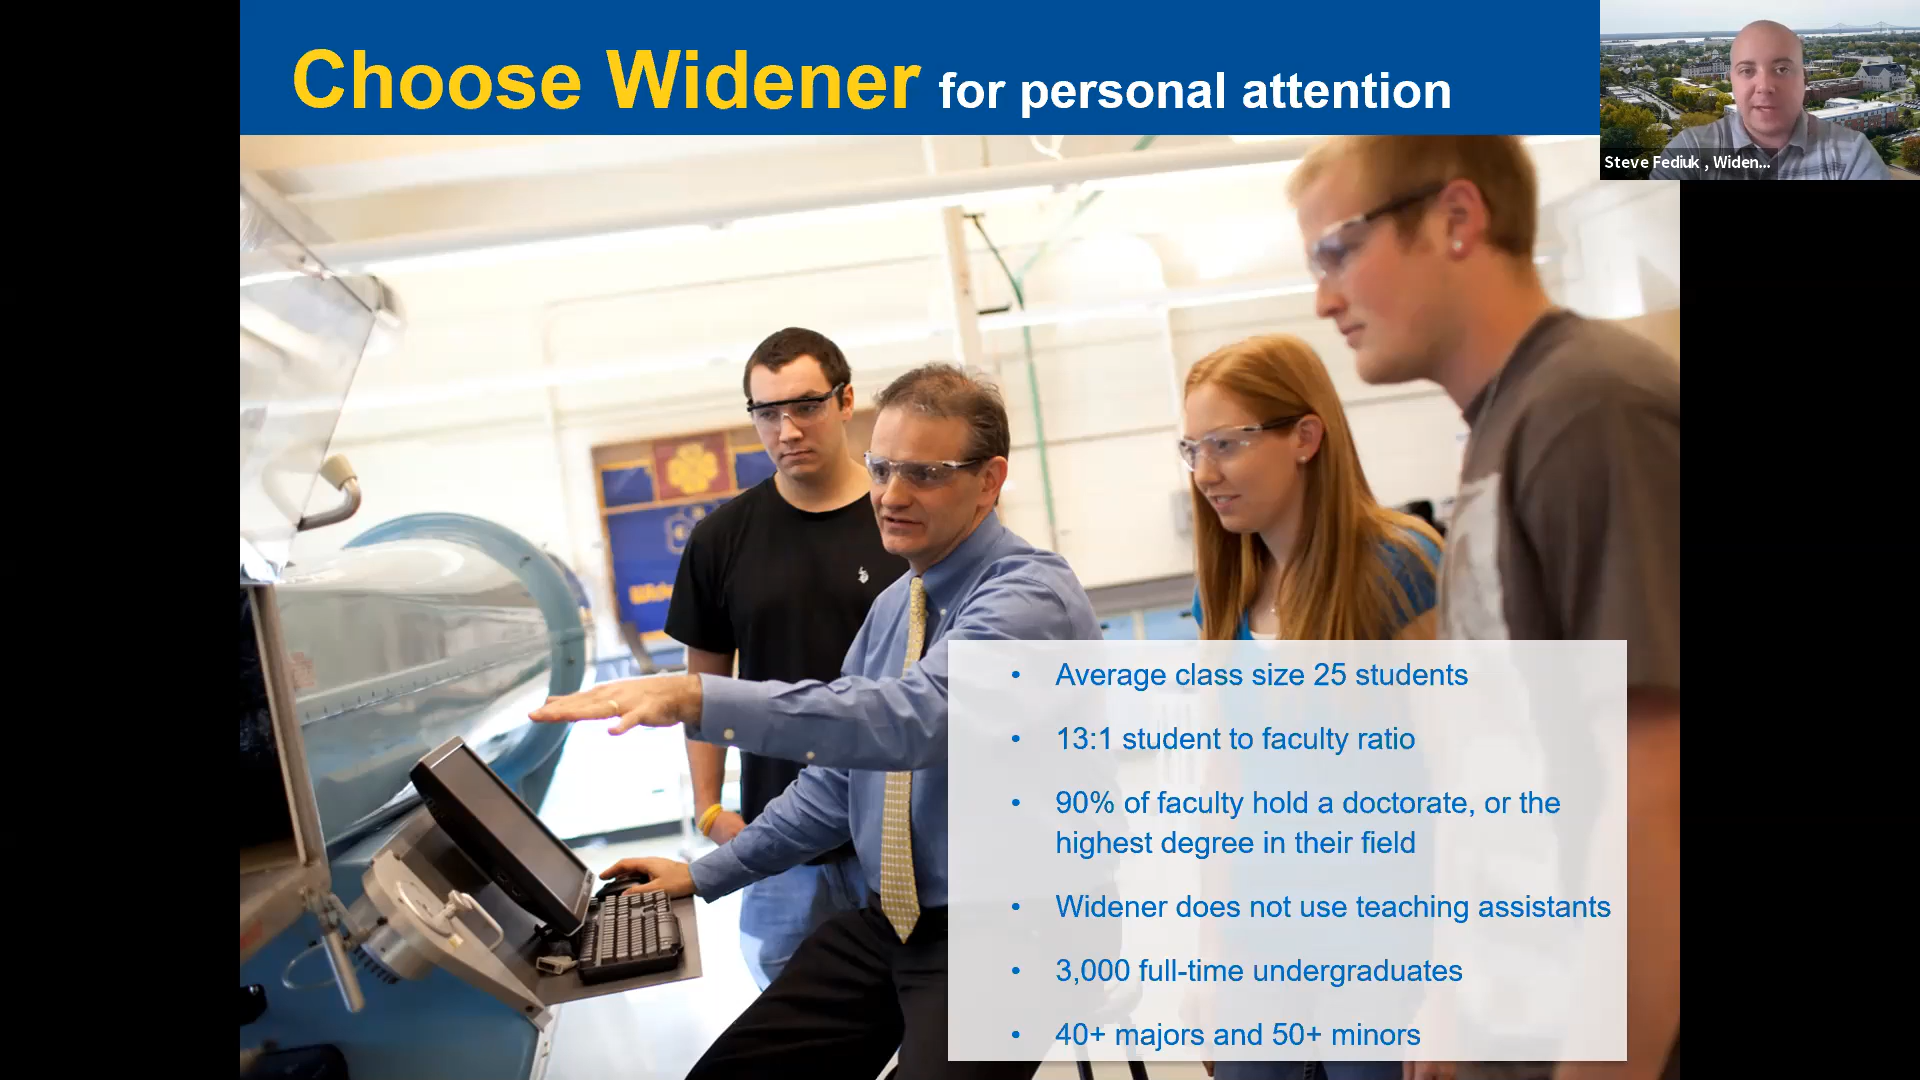 Choose Widener for personal attention
Steve Fediuk , Widen...
• Average class size 25 students
• 13:1 student to faculty ratio
• 90% of faculty hold a doctorate, or the
highest degree in their field
• Widener does not use teaching assistants
• 3,000 full-time undergraduates
• 40+ majors and 50+ minors